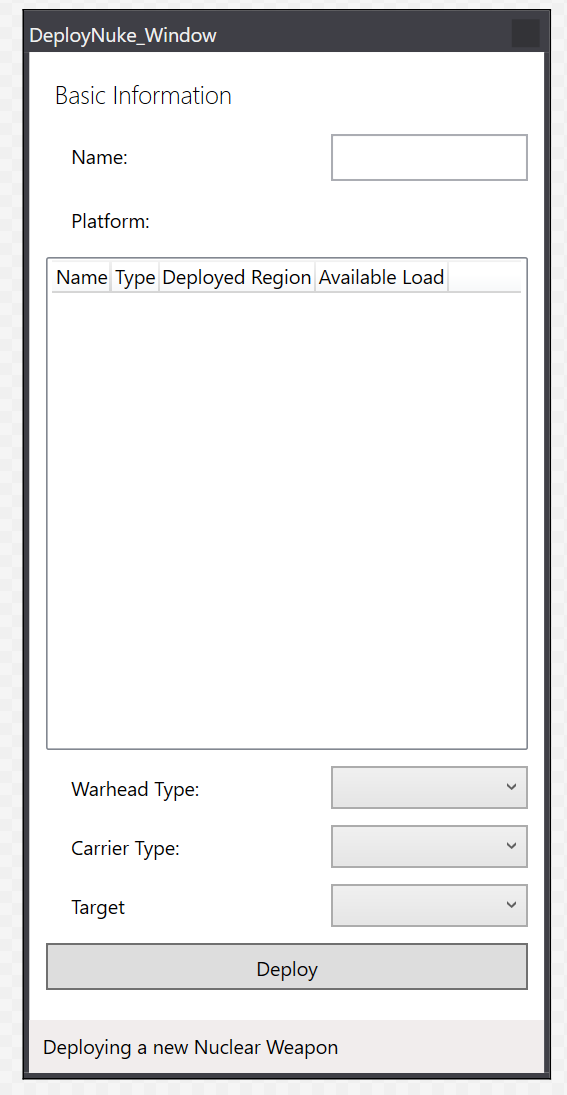 DeployNuke_Window
Basic Information
Name:
Platform:
Name Type Deployed Region Available Load
Warhead Type:
Carrier Type:
Target
Deploy
Deploying a new Nuclear Weapon